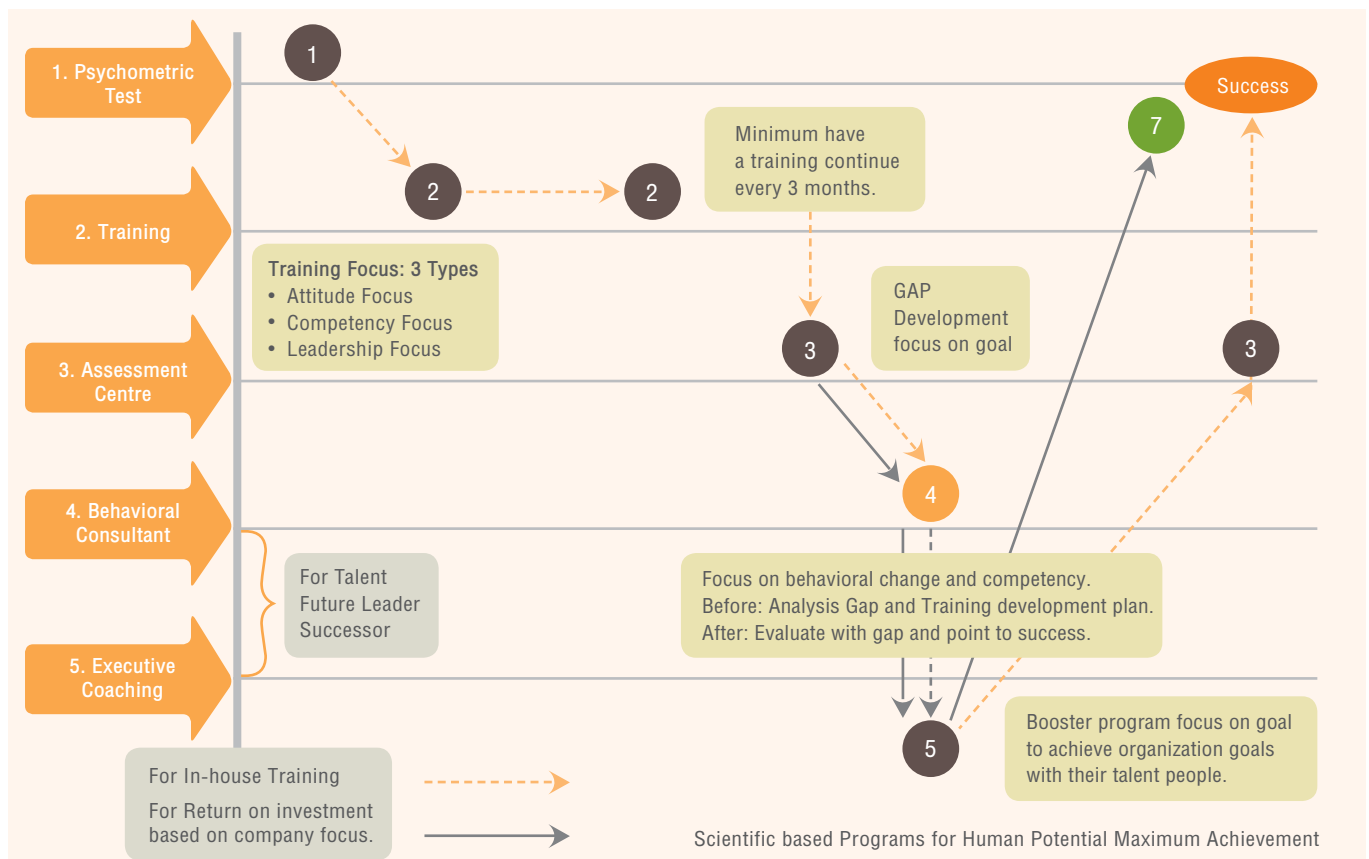 1. Psychometric
Test
1
Success
7
Minimum have
a training continue
every 3 months.
2
2
2. Training
Training Focus: 3 Types
• Attitude Focus
• Competency Focus
• Leadership Focus
GAP
Development
focus on goal
3. Assessment
Centre
3
3
4
4. Behavioral
Consultant
For Talent
Future Leader
Successor
Focus on behavioral change and competency.
Before: Analysis Gap and Training development plan.
After: Evaluate with gap and point to success.
5. Executive
Coaching
5
Booster program focus on goal
to achieve organization goals
with their talent people.
For In-house Training
For Return on investment
based on company focus.
Scientific based Programs for Human Potential Maximum Achievement